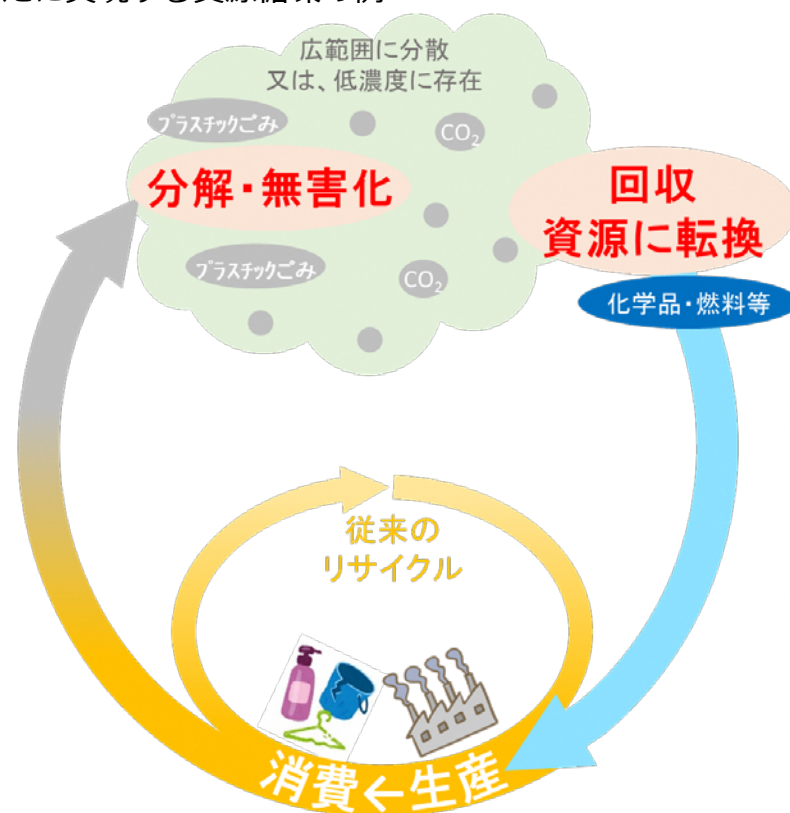 広範囲に分散
又は、低濃度に存在
プラスチックごみ
CO₂
分解・無害化
回収
資源に転換
プラスチックごみ
CO₂
化学品・燃料等
従来の
リサイクル
消費←生産